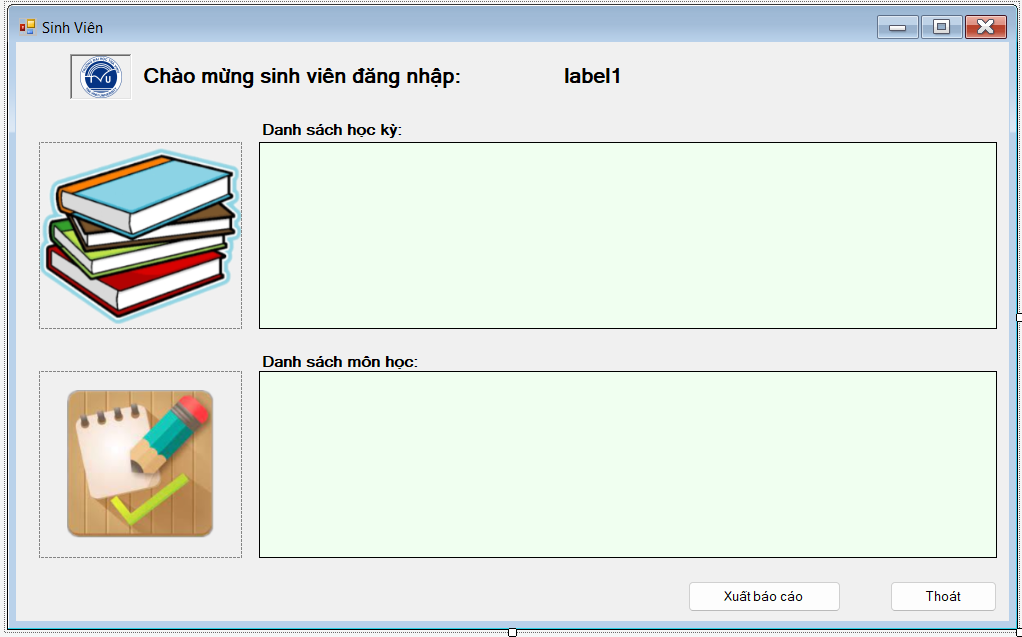 Sinh Viên
Chào mừng sinh viên đăng nhập: label1
Danh sách học kỳ:
Danh sách môn học:
Xuất báo cáo Thoát